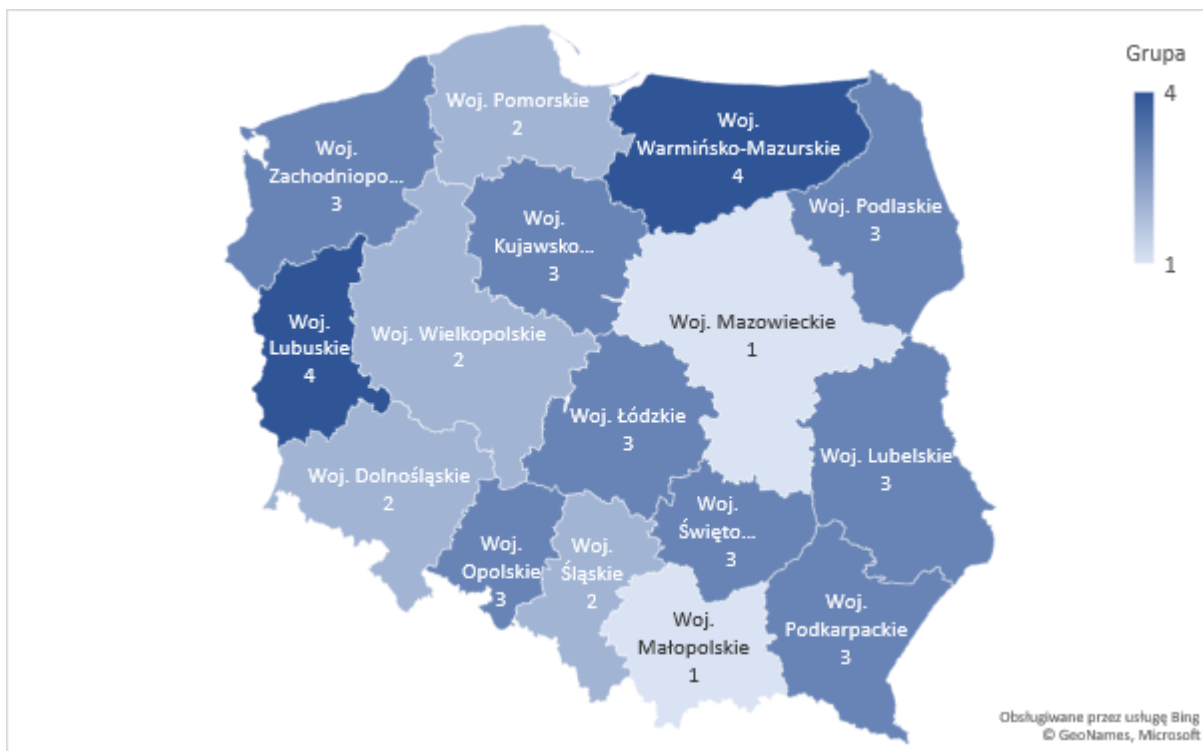 Grupa
4
1
Woj. Pomorskie
2
Woj.
Warmińsko-Mazurskie
4
Woj.
Zachodniopo...
3
Woj. Podlaskie
3
Woj.
Kujawsko...
3
Woj. Mazowieckie
1
Woj.
Lubuskie
4
Woj. Wielkopolskie
2
Woj. Łódzkie
3
Woj. Lubelskie
3
Woj. Dolnośląskie
2
Woj.
Święto...
3
Woj.
Opolskie
3
Woj.
Śląskie
2
Woj.
Małopolskie
1
Woj.
Podkarpackie
3
Obsługiwane przez usługę Bing
© GeoNames, Microsoft